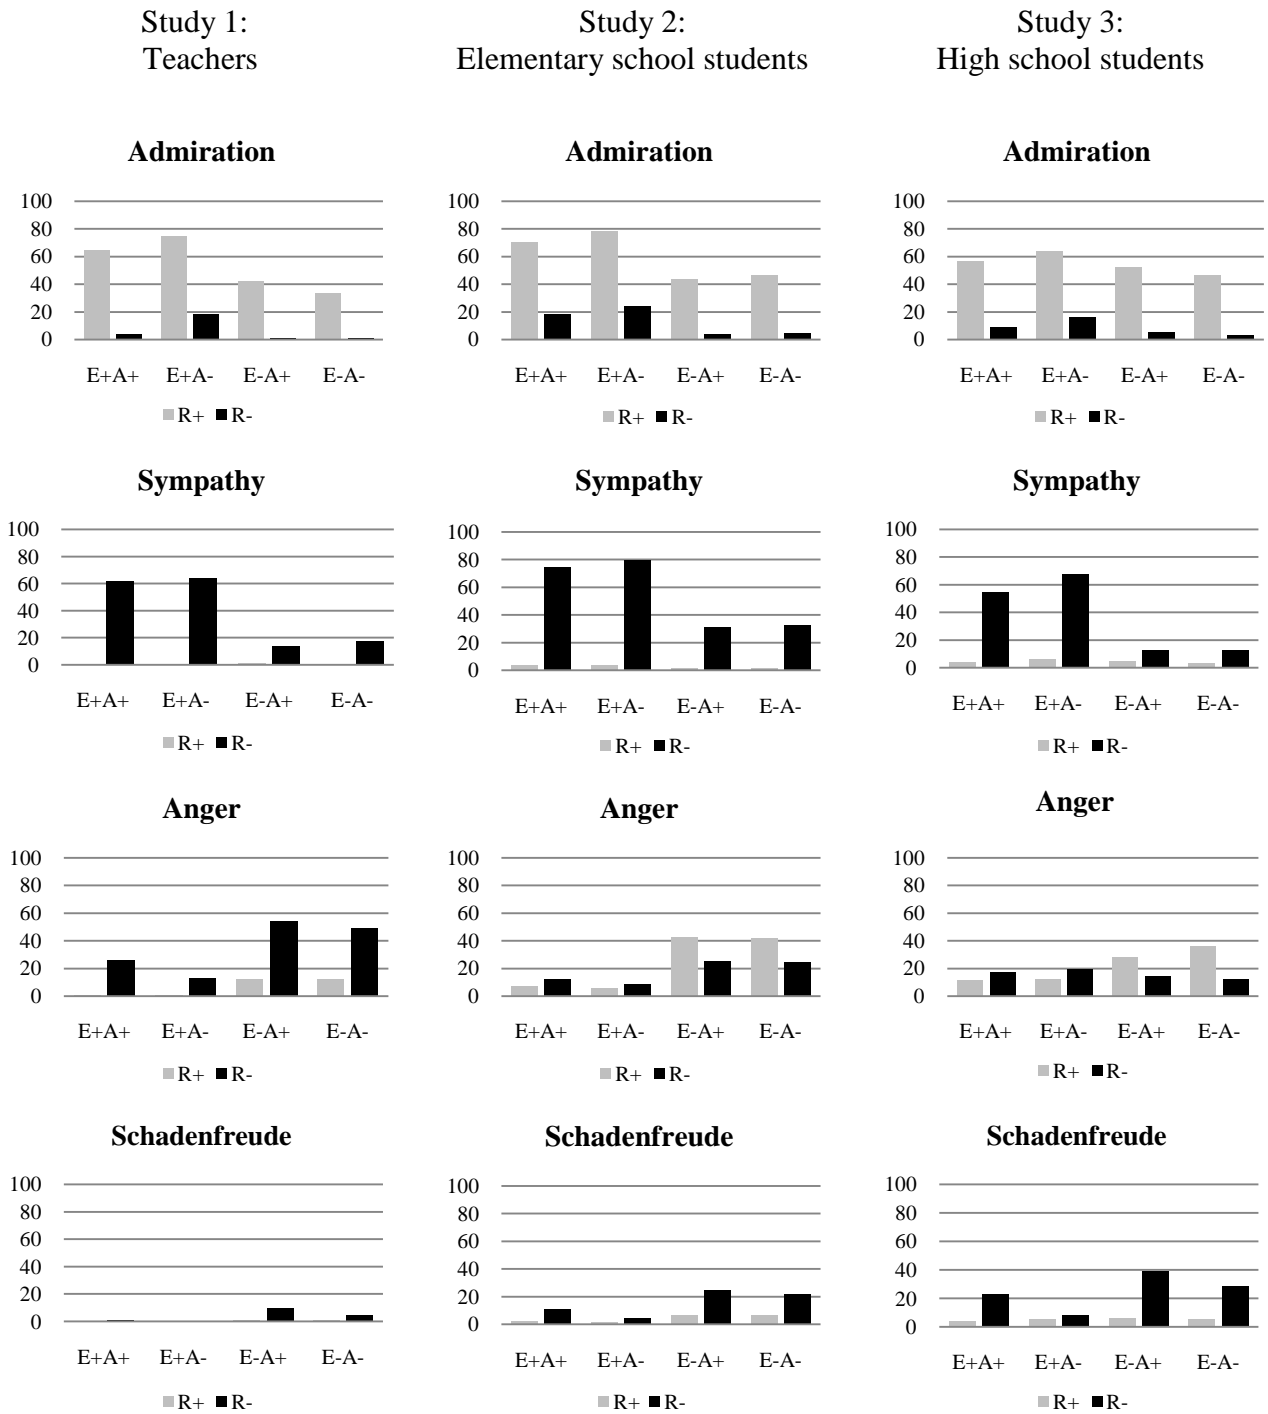 Study 1:
Teachers
Study 2:
Elementary school students
Study 3:
High school students
Admiration
100
80
60
40
20
0
E+A+ E+A- E-A+ E-A-
R+ R-
Admiration
100
80
60
40
20
0
E+A+ E+A- E-A+ E-A-
R+ R-
Admiration
100
80
60
40
20
0
E+A+ E+A- E-A+ E-A-
R+ R-
Sympathy
100
80
60
40
20
0
E+A+ E+A- E-A+ E-A-
R+ R-
Sympathy
100
80
60
40
20
0
E+A+ E+A- E-A+ E-A-
R+ R-
Sympathy
100
80
60
40
20
0
E+A+ E+A- E-A+ E-A-
R+ R-
Anger
100
80
60
40
20
0
E+A+ E+A- E-A+ E-A-
R+ R-
Anger
100
80
60
40
20
0
E+A+ E+A- E-A+ E-A-
R+ R-
Anger
100
80
60
40
20
0
E+A+ E+A- E-A+ E-A-
R+ R-
Schadenfreude
100
80
60
40
20
0
E+A+ E+A- E-A+ E-A-
R+ R-
Schadenfreude
100
80
60
40
20
0
E+A+ E+A- E-A+ E-A-
R+ R-
Schadenfreude
100
80
60
40
20
0
E+A+ E+A- E-A+ E-A-
R+ R-